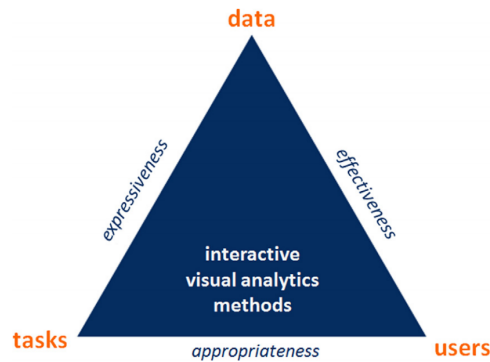 data
expressiveness
effectiveness
interactive
visual analytics
methods
tasks
appropriateness
users